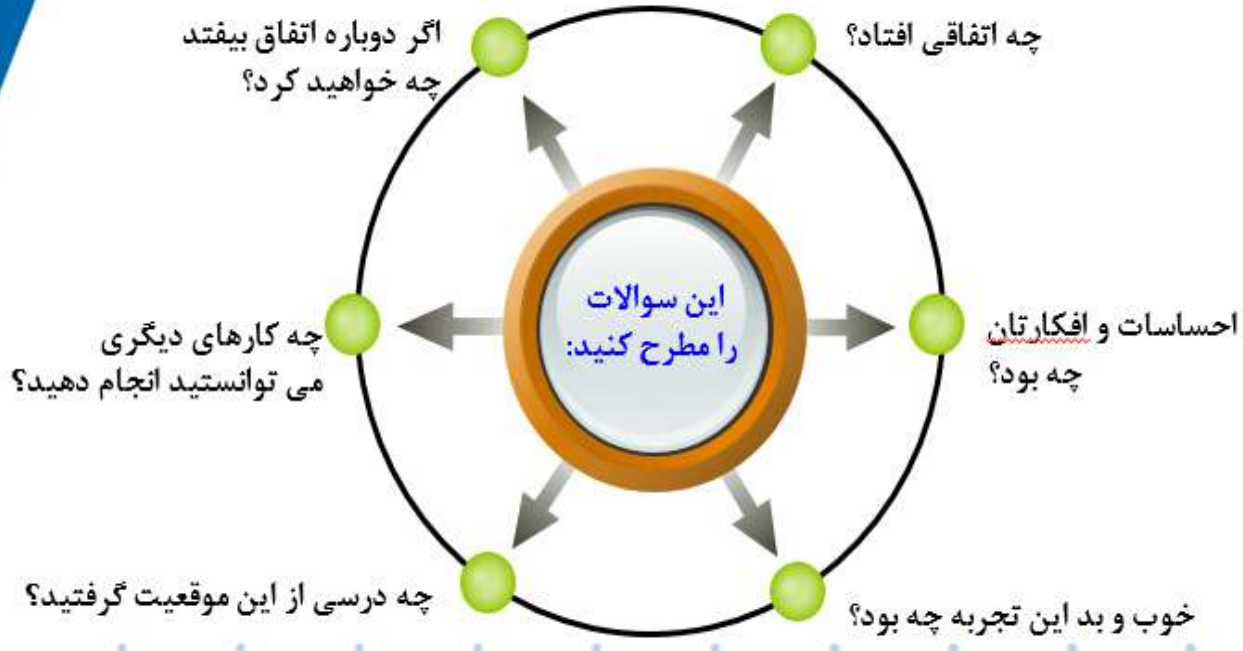 این سوالات
را مطرح کنید:
چه اتفاقی افتاد؟
احساسات و افکارتان
چه بود؟
خوب و بد این تجربه چه بود؟
چه درسی از این موقعیت گرفتید؟
چه کارهای دیگری
می توانستید انجام دهید؟
اگر دوباره اتفاق بیفتد
چه خواهید کرد؟